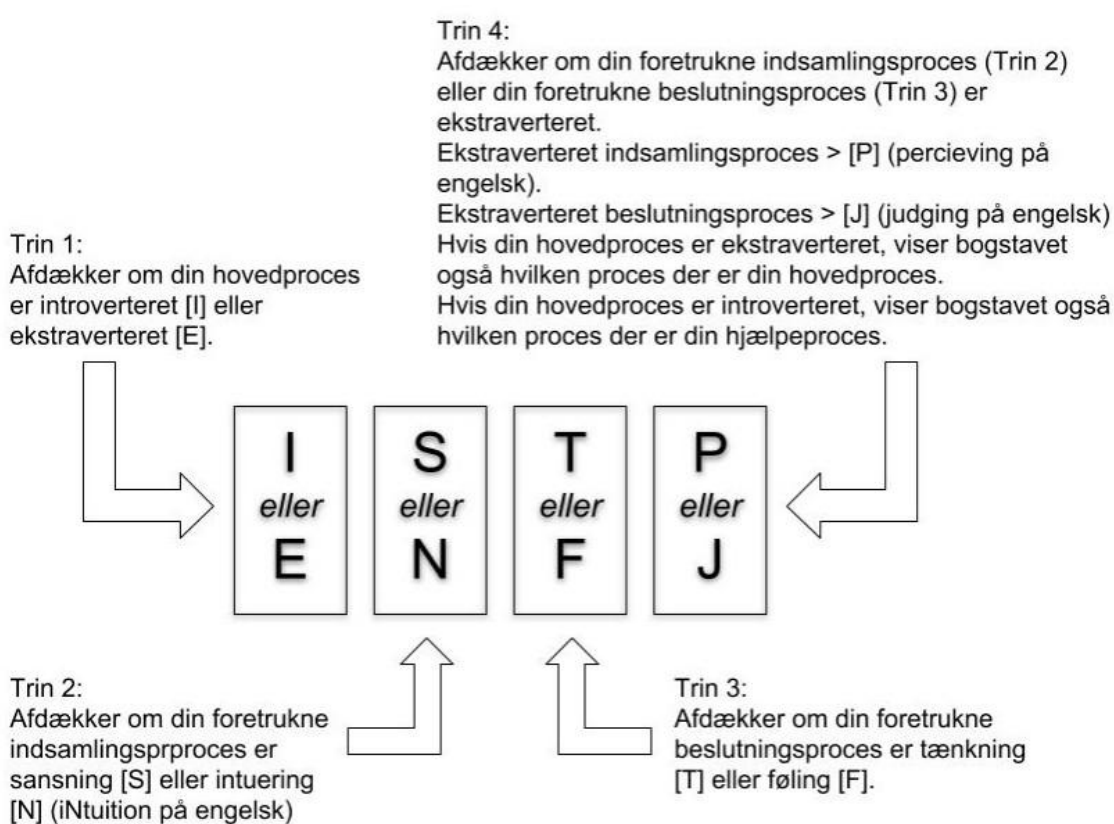 Trin 4:
Afdækker om din foretrukne indsamlingsproces (Trin 2)
eller din foretrukne beslutningsproces (Trin 3) er
ekstraverteret.
Ekstraverteret indsamlingsproces > [P] (percieving på
engelsk).
Ekstraverteret beslutningsproces > [J] (judging på engelsk)
Hvis din hovedproces er ekstraverteret, viser bogstavet
også hvilken proces der er din hovedproces.
Hvis din hovedproces er introverteret, viser bogstavet også
hvilken proces der er din hjælpeproces.
Trin 1:
Afdækker om din hovedproces
er introverteret [I] eller
ekstraverteret [E].
I
eller
E
S
eller
N
T
eller
F
P
eller
J
Trin 2:
Afdækker om din foretrukne
indsamlingsprproces er
sansning [S] eller intuering
[N] (iNtuition på engelsk)
Trin 3:
Afdækker om din foretrukne
beslutningsproces er tænkning
[T] eller føling [F].